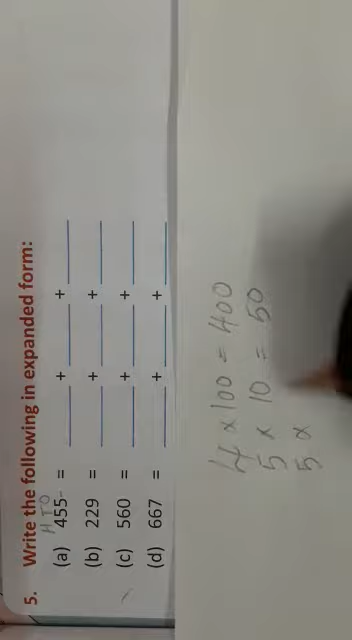 5. Write the following in expanded form:
H T O
(a) 455 = ____ + ____ + ____
(b) 229 = ____ + ____ + ____
(c) 560 = ____ + ____ + ____
(d) 667 = ____ + ____ + ____
4 x 100 = 400
5 x 10 = 50
5 x